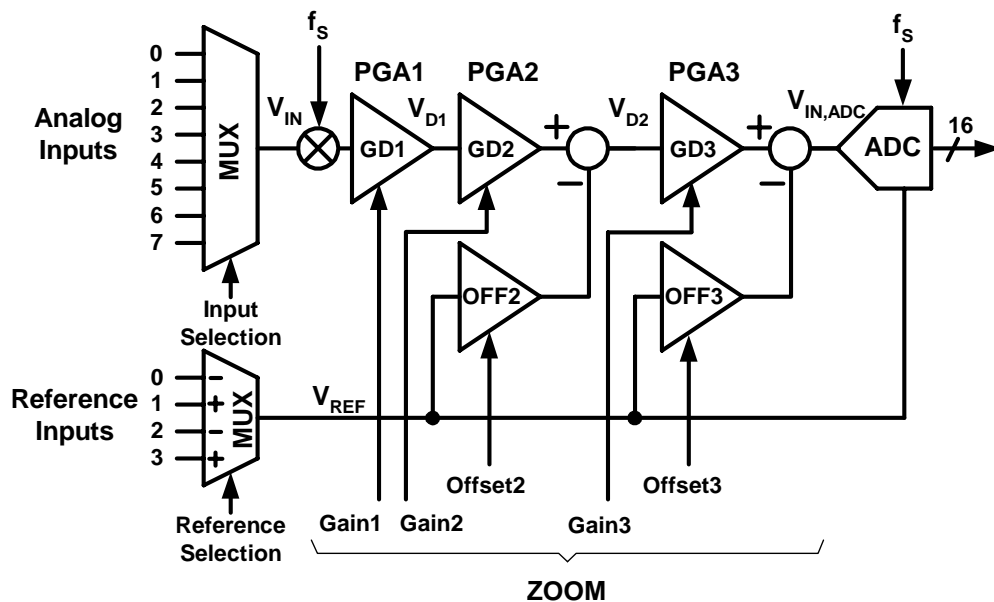 f_S
f_S
PGA1
PGA2
PGA3
0
1
2
3
4
5
6
7
Analog
Inputs
MUX
V_IN
GD1
V_D1
GD2
+
−
V_D2
GD3
+
−
V_IN,ADC
ADC
16
Input
Selection
OFF2
OFF3
Reference
Inputs
0
1
2
3
−
+
−
+
MUX
V_REF
Offset2
Offset3
Reference
Selection
Gain1
Gain2
Gain3
ZOOM